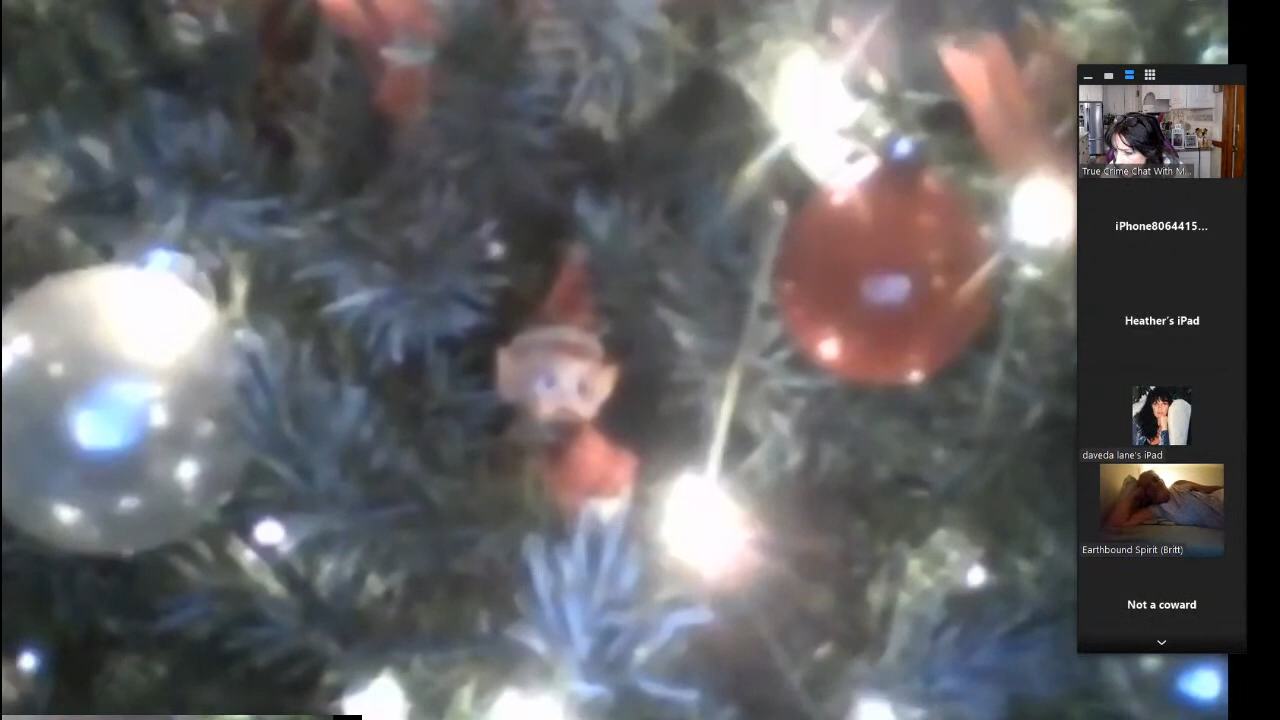 True Crime Chat With M...
iPhone8064415...
Heather's iPad
daveda lane's iPad
Earthbound Spirit (Britt)
Not a coward